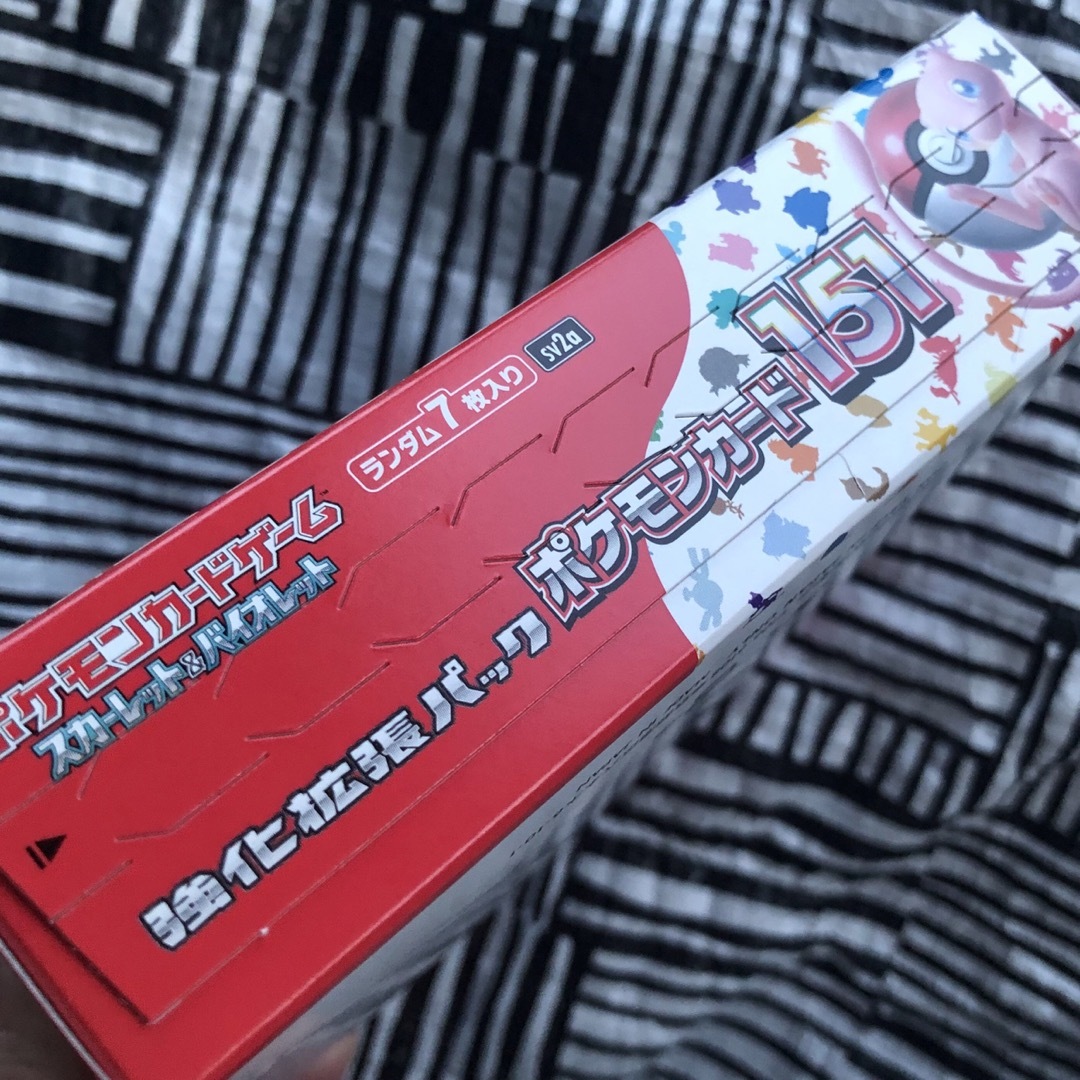 ポケモンカードゲーム
スカーレット&バイオレット
ランダム7枚入り
sv2a
強化拡張パック
ポケモンカード151